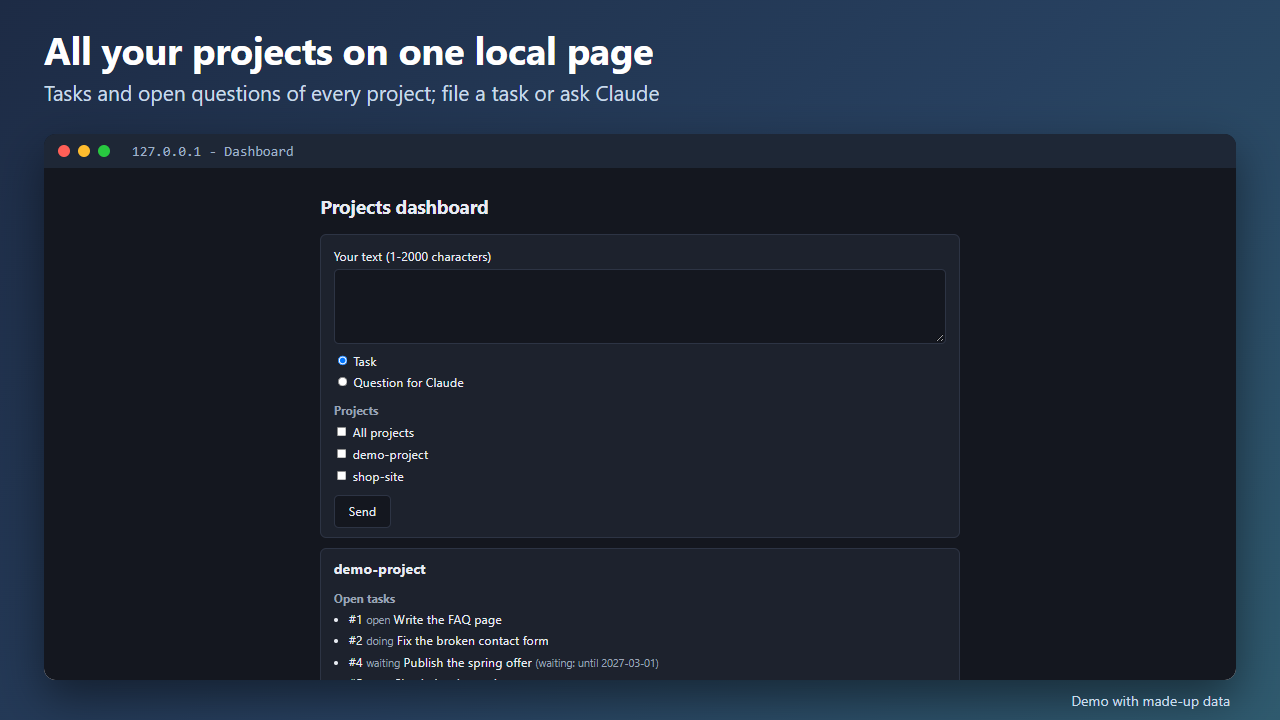 All your projects on one local page
Tasks and open questions of every project; file a task or ask Claude
127.0.0.1 - Dashboard
Projects dashboard
Your text (1-2000 characters)
Task
Question for Claude
Projects
All projects
demo-project
shop-site
Send
demo-project
Open tasks
#1 open Write the FAQ page
#2 doing Fix the broken contact form
#4 waiting Publish the spring offer (waiting: until 2027-03-01)
Demo with made-up data